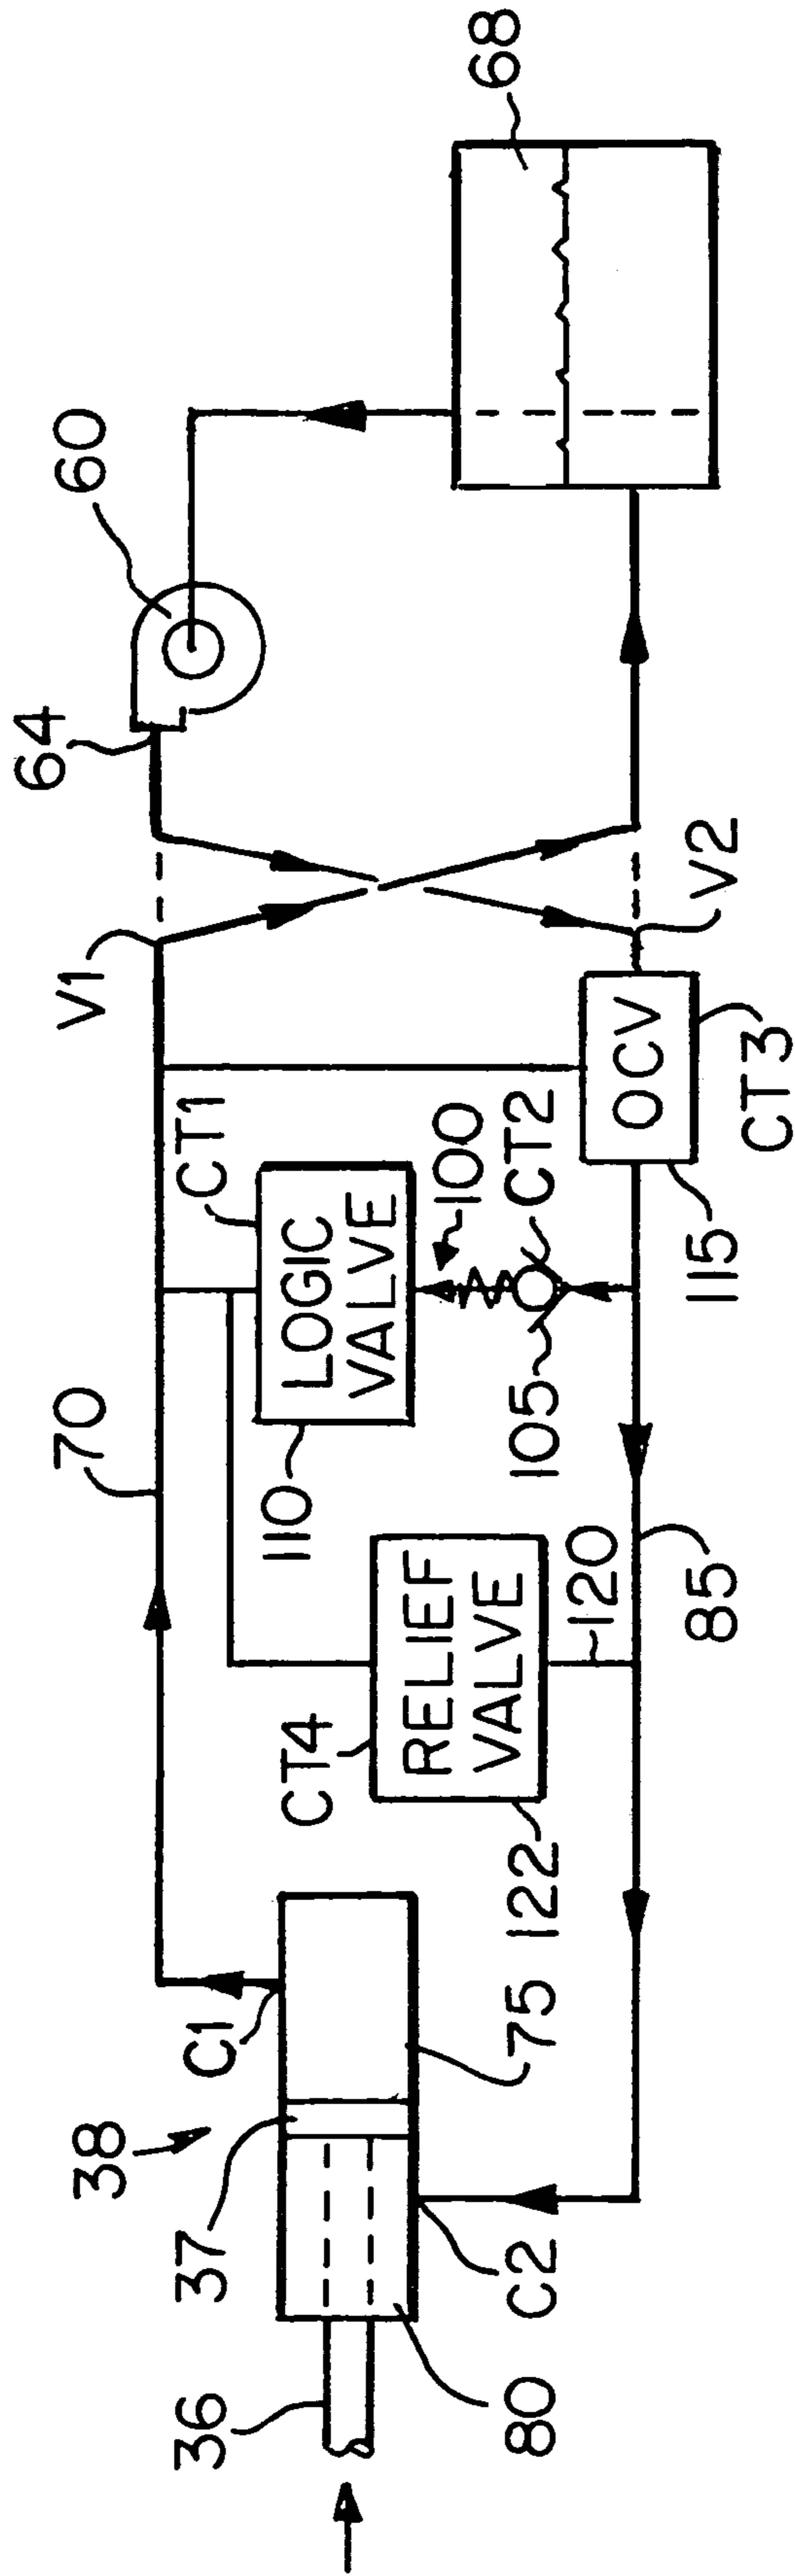 68
60
64
V1
V2
CT1
OCV
CT3
100
CT2
70
LOGIC
VALVE
110
105
115
RELIEF
VALVE
120
85
CT4
122
C1
75
38
37
C2
36
80